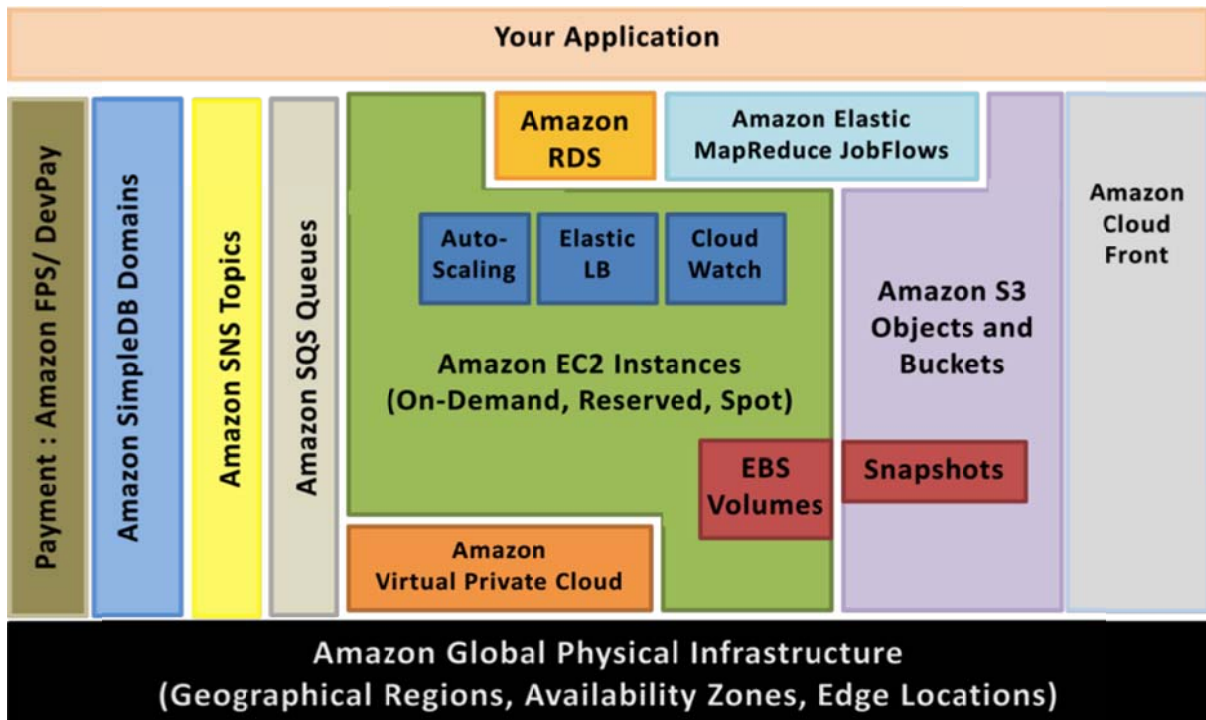 Your Application
Payment : Amazon FPS/ DevPay
Amazon SimpleDB Domains
Amazon SNS Topics
Amazon SQS Queues
Amazon
RDS
Amazon Elastic
MapReduce JobFlows
Auto-
Scaling
Elastic
LB
Cloud
Watch
Amazon EC2 Instances
(On-Demand, Reserved, Spot)
EBS
Volumes
Amazon
Virtual Private Cloud
Amazon S3
Objects and
Buckets
Snapshots
Amazon
Cloud
Front
Amazon Global Physical Infrastructure
(Geographical Regions, Availability Zones, Edge Locations)